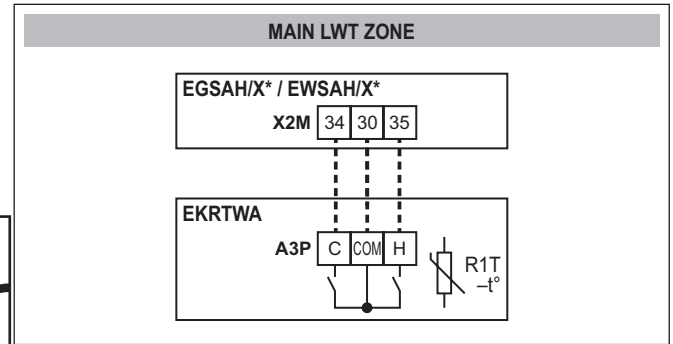 MAIN LWT ZONE
EGSAH/X* / EWSAH/X*
X2M 34 30 35
EKRTWA
A3P C COM H
R1T
–t°